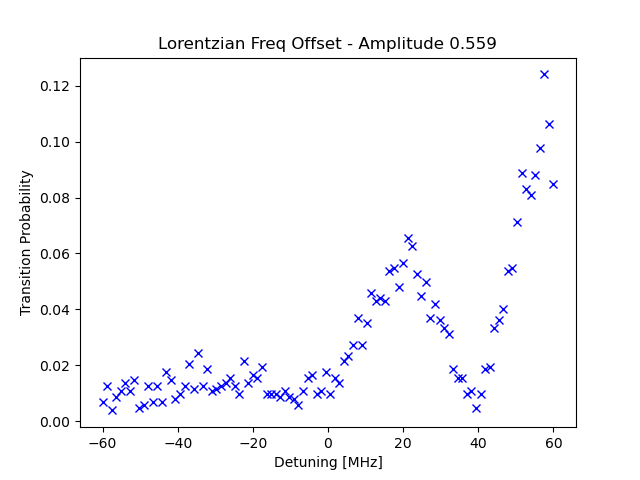 Lorentzian Freq Offset - Amplitude 0.559
Transition Probability
0.12
0.10
0.08
0.06
0.04
0.02
0.00
−60 −40 −20 0 20 40 60
Detuning [MHz]